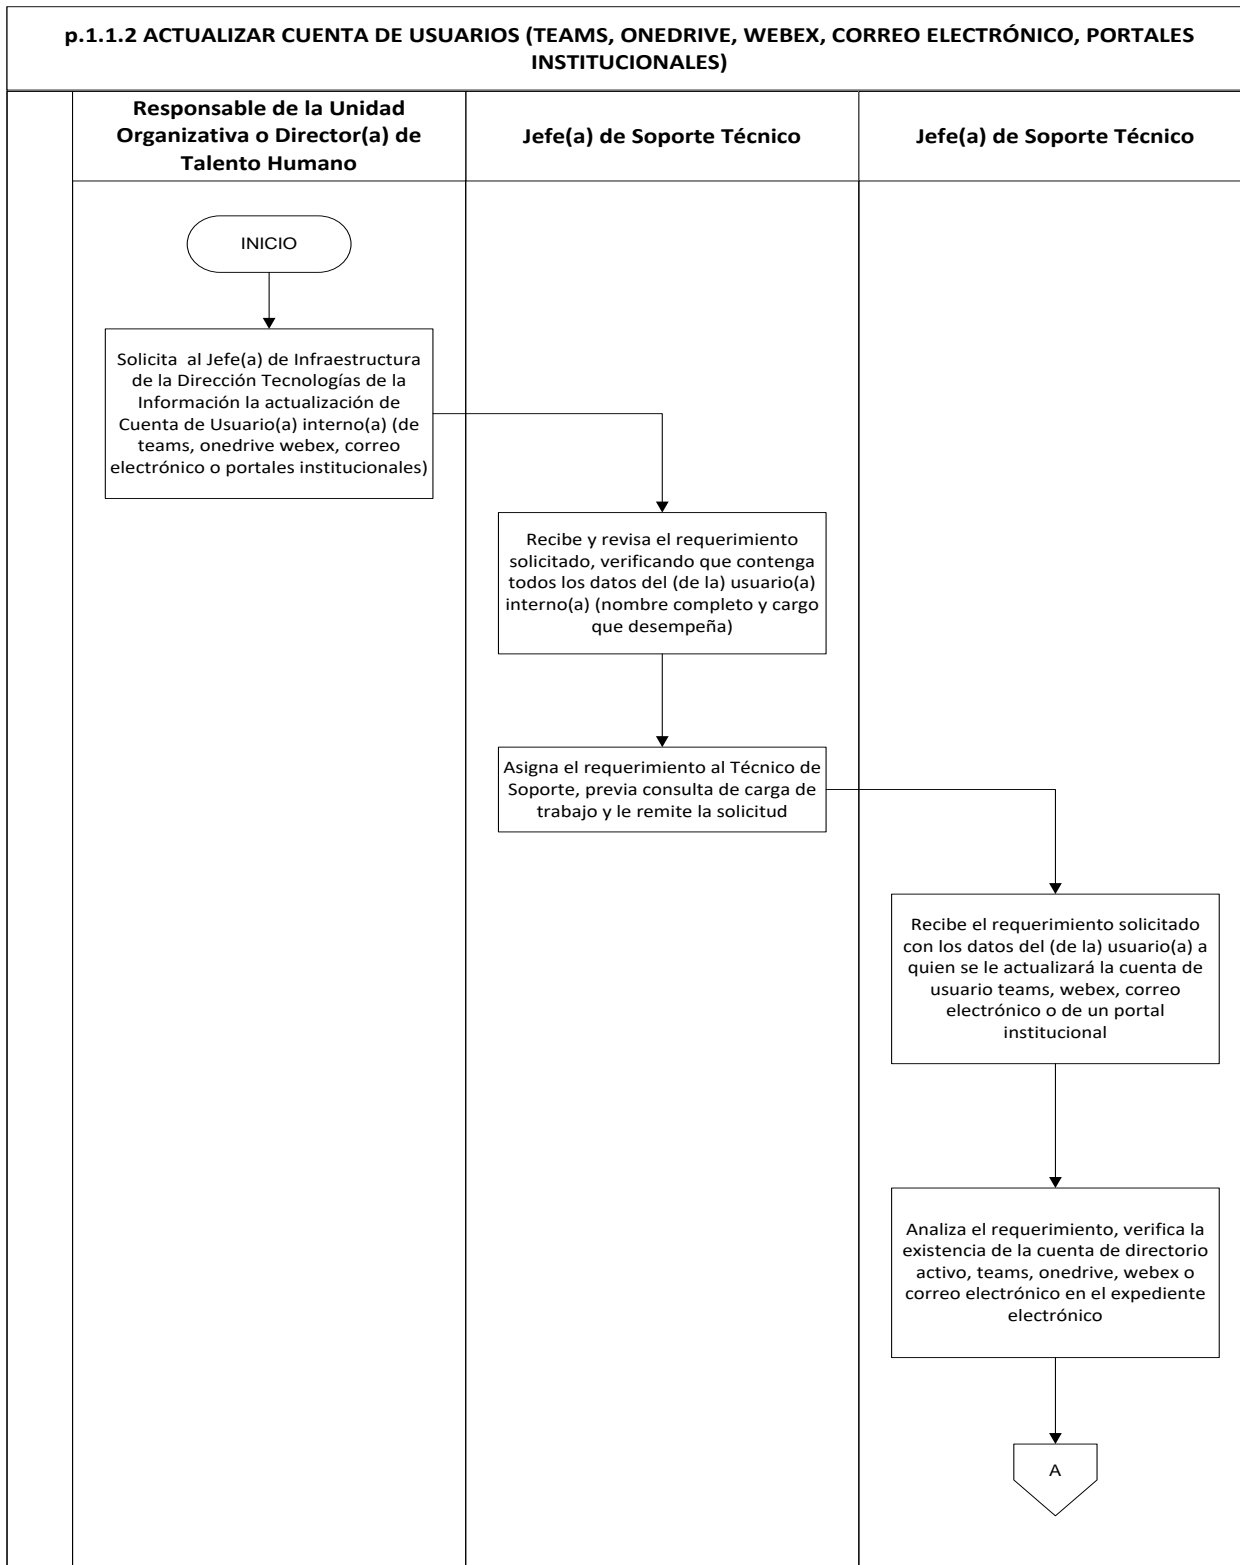 p.1.1.2 ACTUALIZAR CUENTA DE USUARIOS (TEAMS, ONEDRIVE, WEBEX, CORREO ELECTRÓNICO, PORTALES
INSTITUCIONALES)
Responsable de la Unidad
Organizativa o Director(a) de
Talento Humano
Jefe(a) de Soporte Técnico
Jefe(a) de Soporte Técnico
INICIO
Solicita al Jefe(a) de Infraestructura
de la Dirección Tecnologías de la
Información la actualización de
Cuenta de Usuario(a) interno(a) (de
teams, onedrive webex, correo
electrónico o portales institucionales)
Recibe y revisa el requerimiento
solicitado, verificando que contenga
todos los datos del (de la) usuario(a)
interno(a) (nombre completo y cargo
que desempeña)
Asigna el requerimiento al Técnico de
Soporte, previa consulta de carga de
trabajo y le remite la solicitud
Recibe el requerimiento solicitado
con los datos del (de la) usuario(a) a
quien se le actualizará la cuenta de
usuario teams, webex, correo
electrónico o de un portal
institucional
Analiza el requerimiento, verifica la
existencia de la cuenta de directorio
activo, teams, onedrive, webex o
correo electrónico en el expediente
electrónico
A